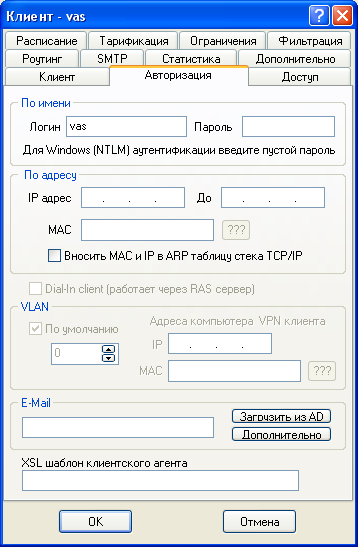 Клиент - vas
Расписание Тарификация Ограничения Фильтрация
Роутинг SMTP Статистика Дополнительно
Клиент Авторизация Доступ
По имени
Логин vas Пароль
Для Windows (NTLM) аутентификации введите пустой пароль
По адресу
IP адрес . . . До . . .
MAC ???
Вносить MAC и IP в ARP таблицу стека TCP/IP
Dial-In client (работает через RAS сервер)
VLAN
По умолчанию Адреса компьютера VPN клиента
0 IP . . .
MAC ???
E-Mail
Загрузить из AD
Дополнительно
XSL шаблон клиентского агента
OK Отмена